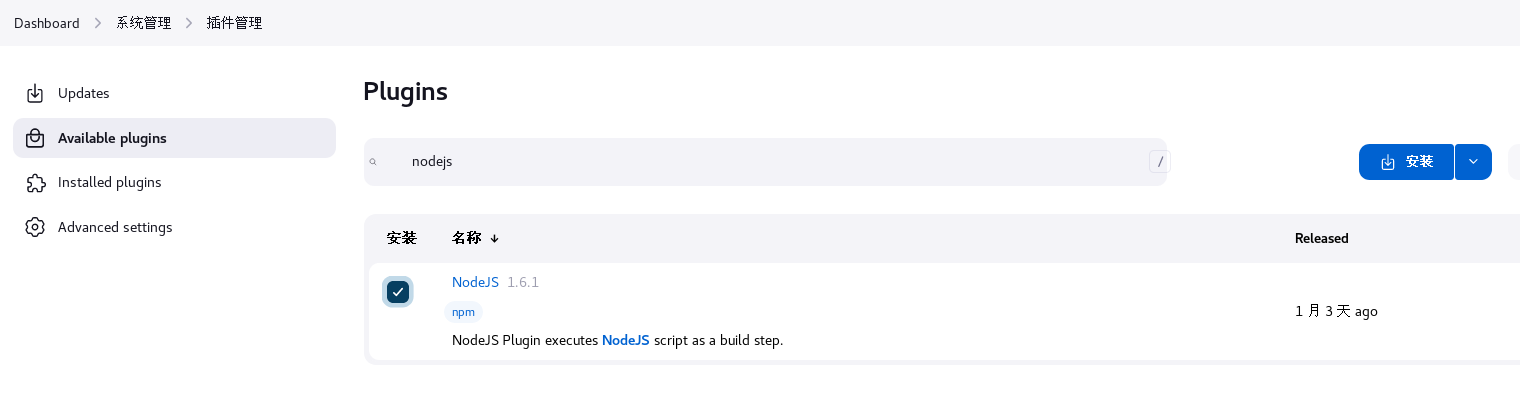 Dashboard 系统管理 插件管理
Updates
Available plugins
Installed plugins
Advanced settings
Plugins
nodejs /
安装
安装 名称 ↓ Released
NodeJS 1.6.1
npm
1 月 3 天 ago
NodeJS Plugin executes NodeJS script as a build step.